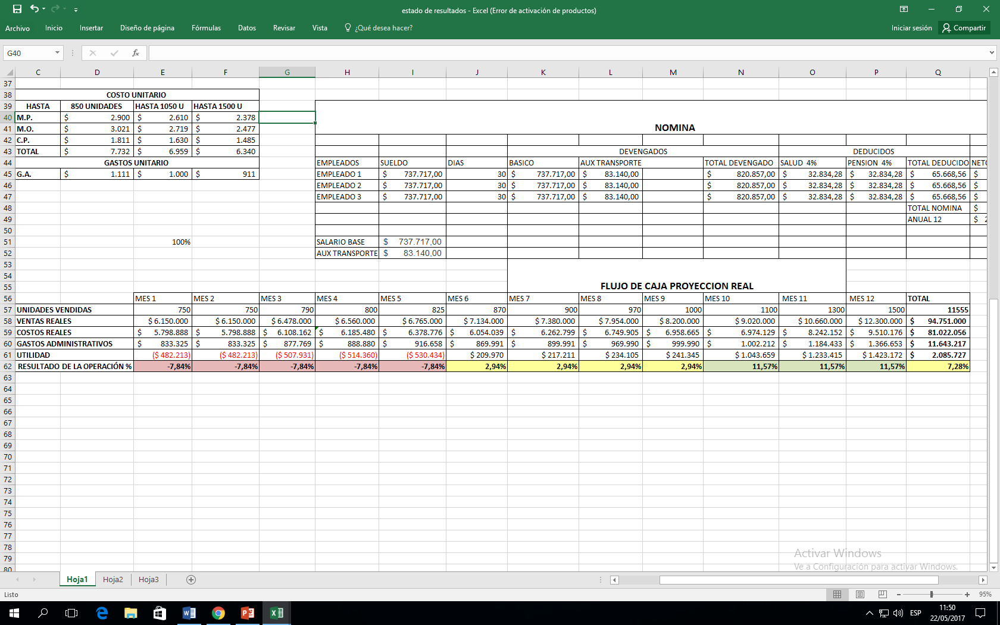 estado de resultados - Excel (Error de activación de productos)
Archivo Inicio Insertar Diseño de página Fórmulas Datos Revisar Vista ¿Qué desea hacer? Iniciar sesión Compartir
G40 fx
C D E F G H I J K L M N O P Q
37
38 COSTO UNITARIO
39 HASTA 850 UNIDADES HASTA 1050 U HASTA 1500 U
40 M.P. $ 2.900 $ 2.610 $ 2.378
41 M.O. $ 3.021 $ 2.719 $ 2.477 NOMINA
42 C.P. $ 1.811 $ 1.630 $ 1.485
43 TOTAL $ 7.732 $ 6.959 $ 6.340 DEVENGADOS DEDUCIDOS
44 GASTOS UNITARIO EMPLEADOS SUELDO DIAS BASICO AUX TRANSPORTE TOTAL DEVENGADO SALUD 4% PENSION 4% TOTAL DEDUCIDO
45 G.A. $ 1.111 $ 1.000 $ 911 EMPLEADO 1 $ 737.717,00 30 $ 737.717,00 $ 83.140,00 $ 820.857,00 $ 32.834,28 $ 32.834,28 $ 65.668,56 $
46 EMPLEADO 2 $ 737.717,00 30 $ 737.717,00 $ 83.140,00 $ 820.857,00 $ 32.834,28 $ 32.834,28 $ 65.668,56 $
47 EMPLEADO 3 $ 737.717,00 30 $ 737.717,00 $ 83.140,00 $ 820.857,00 $ 32.834,28 $ 32.834,28 $ 65.668,56 $
48 TOTAL NOMINA $
49 ANUAL 12 $
50
51 100% SALARIO BASE $ 737.717,00
52 AUX TRANSPORTE $ 83.140,00
53
54
55 FLUJO DE CAJA PROYECCION REAL
56 MES 1 MES 2 MES 3 MES 4 MES 5 MES 6 MES 7 MES 8 MES 9 MES 10 MES 11 MES 12 TOTAL
57 UNIDADES VENDIDAS 750 750 790 800 825 870 900 970 1000 1100 1300 1500 11555
58 VENTAS REALES $ 6.150.000 $ 6.150.000 $ 6.478.000 $ 6.560.000 $ 6.765.000 $ 7.134.000 $ 7.380.000 $ 7.954.000 $ 8.200.000 $ 9.020.000 $ 10.660.000 $ 12.300.000 $ 94.751.000
59 COSTOS REALES $ 5.798.888 $ 5.798.888 $ 6.108.162 $ 6.185.480 $ 6.378.776 $ 6.054.039 $ 6.262.799 $ 6.749.905 $ 6.958.665 $ 6.974.129 $ 8.242.152 $ 9.510.176 $ 81.022.056
60 GASTOS ADMINISTRATIVOS $ 833.325 $ 833.325 $ 877.769 $ 888.880 $ 916.658 $ 869.991 $ 899.991 $ 969.990 $ 999.990 $ 1.002.212 $ 1.184.433 $ 1.366.653 $ 11.643.217
61 UTILIDAD ($ 482.213) ($ 482.213) ($ 507.931) ($ 514.360) ($ 530.434) $ 209.970 $ 217.211 $ 234.105 $ 241.345 $ 1.043.659 $ 1.233.415 $ 1.423.172 $ 2.085.727
62 RESULTADO DE LA OPERACIÓN % -7,84% -7,84% -7,84% -7,84% -7,84% 2,94% 2,94% 2,94% 2,94% 11,57% 11,57% 11,57% 7,28%
63
64
65
66
67
68
69
70
71
72
73
74
75
76
77
78
79
80
Activar Windows
Ve a Configuración para activar Windows.
Hoja1 Hoja2 Hoja3
Listo 95%
ESP 11:50
22/05/2017